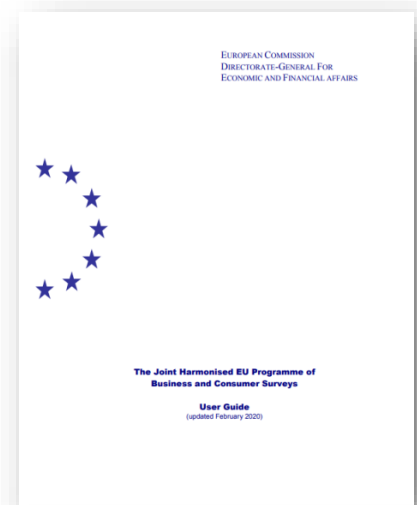 EUROPEAN COMMISSION
DIRECTORATE-GENERAL FOR
ECONOMIC AND FINANCIAL AFFAIRS
The Joint Harmonised EU Programme of
Business and Consumer Surveys
User Guide
(updated February 2020)